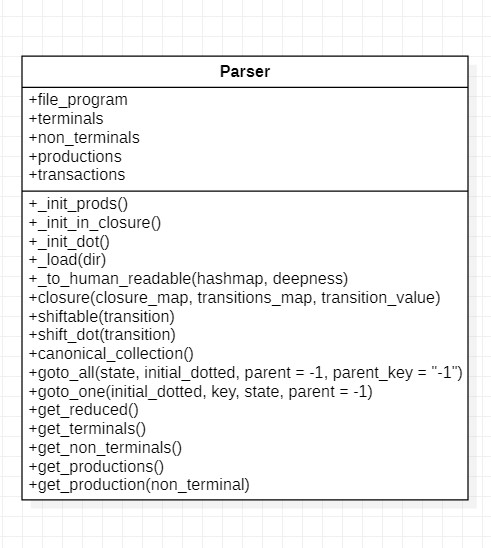 Parser
+file_program
+terminals
+non_terminals
+productions
+transactions
+_init_prods()
+_init_in_closure()
+_init_dot()
+_load(dir)
+_to_human_readable(hashmap, deepness)
+closure(closure_map, transitions_map, transition_value)
+shiftable(transition)
+shift_dot(transition)
+canonical_collection()
+goto_all(state, initial_dotted, parent = -1, parent_key = "-1")
+goto_one(initial_dotted, key, state, parent = -1)
+get_reduced()
+get_terminals()
+get_non_terminals()
+get_productions()
+get_production(non_terminal)